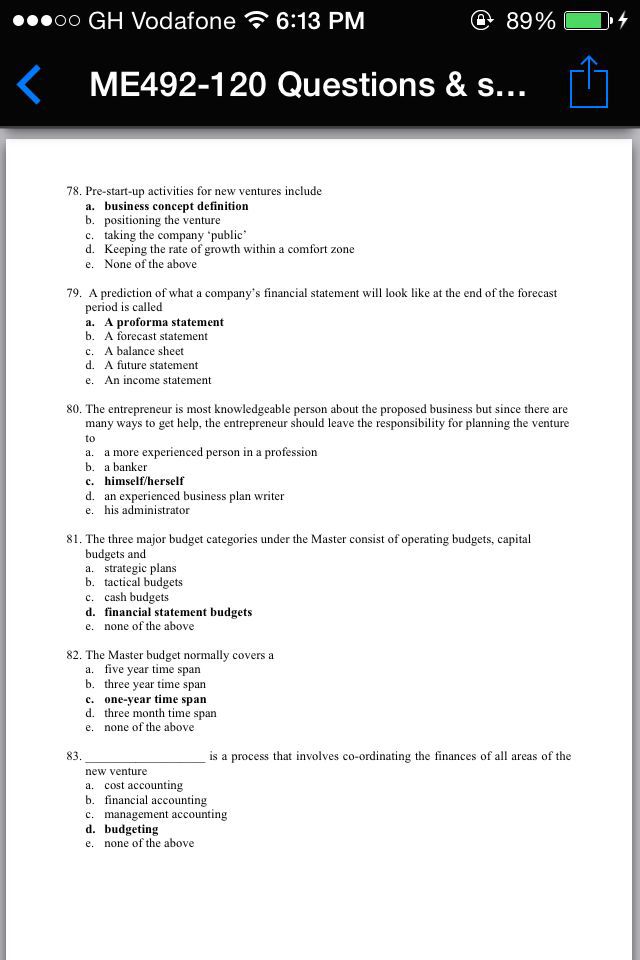 GH Vodafone 6:13 PM 89%
ME492-120 Questions & s...
78. Pre-start-up activities for new ventures include
a. business concept definition
b. positioning the venture
c. taking the company ‘public’
d. Keeping the rate of growth within a comfort zone
e. None of the above
79. A prediction of what a company’s financial statement will look like at the end of the forecast
period is called
a. A proforma statement
b. A forecast statement
c. A balance sheet
d. A future statement
e. An income statement
80. The entrepreneur is most knowledgeable person about the proposed business but since there are
many ways to get help, the entrepreneur should leave the responsibility for planning the venture
to
a. a more experienced person in a profession
b. a banker
c. himself/herself
d. an experienced business plan writer
e. his administrator
81. The three major budget categories under the Master consist of operating budgets, capital
budgets and
a. strategic plans
b. tactical budgets
c. cash budgets
d. financial statement budgets
e. none of the above
82. The Master budget normally covers a
a. five year time span
b. three year time span
c. one-year time span
d. three month time span
e. none of the above
83. ____________________ is a process that involves co-ordinating the finances of all areas of the
new venture
a. cost accounting
b. financial accounting
c. management accounting
d. budgeting
e. none of the above